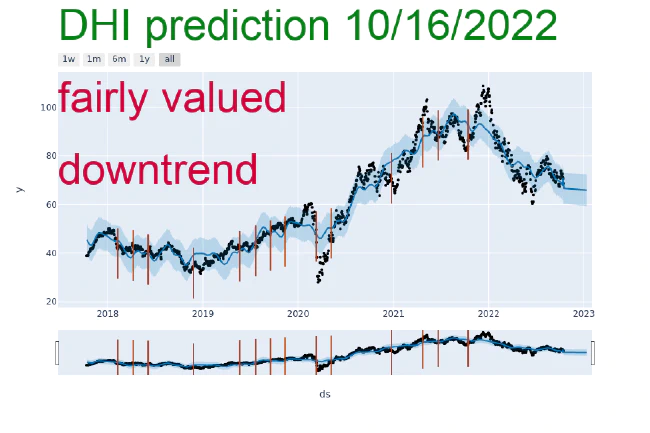 DHI prediction 10/16/2022
1w 1m 6m 1y all
fairly valued
downtrend
y
100
80
60
40
20
2018 2019 2020 2021 2022 2023
ds